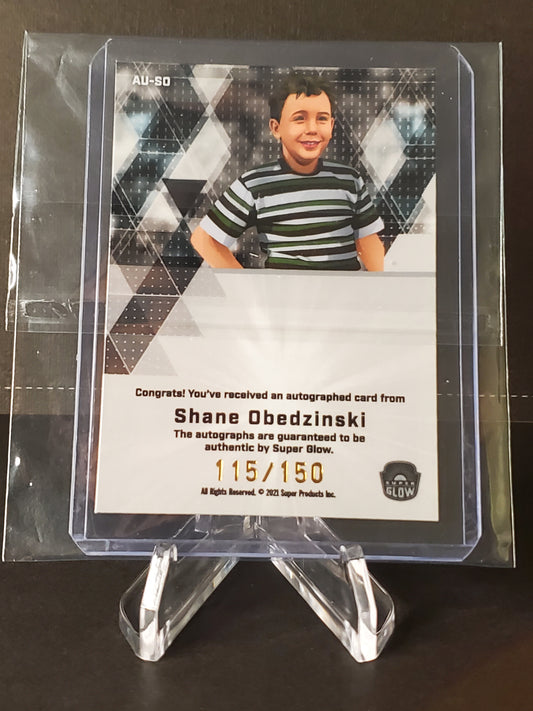 AU-SO
Congrats! You've received an autographed card from
Shane Obedzinski
The autographs are guaranteed to be
authentic by Super Glow.
115/150
All Rights Reserved. © 2021 Super Products Inc.
SUPER
GLOW